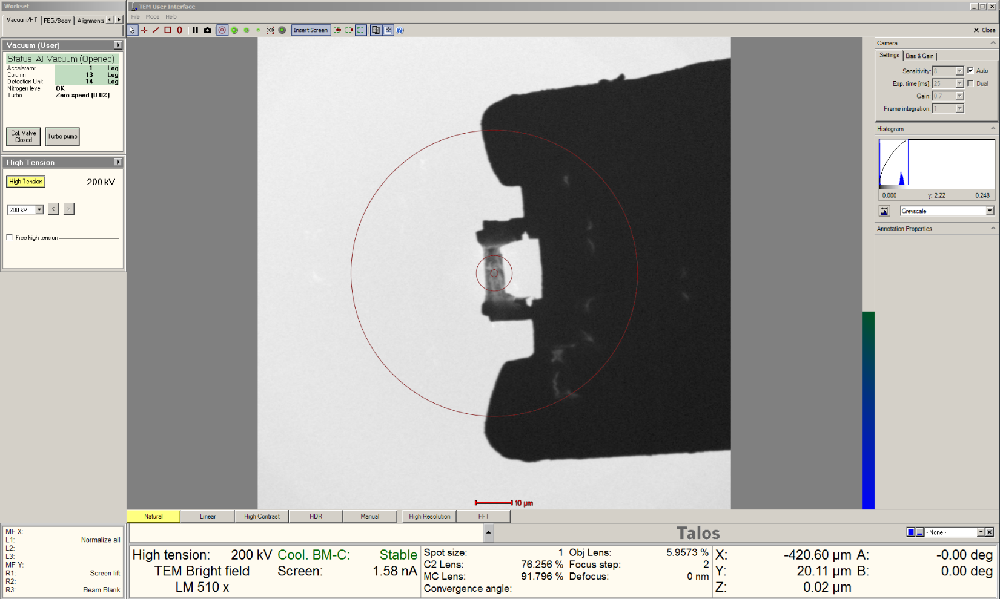 Workset
Vacuum/HT FEG/Beam Alignments
Vacuum (User)
Status: All Vacuum (Opened)
Accelerator 1 Log
Column 13 Log
Detection Unit 14 Log
Nitrogen level OK
Turbo Zero speed (0.0%)
Col. Valve Closed
Turbo pump
High Tension
High Tension 200 kV
200 kV < >
Free high tension
MF X:
L1: Normalize all
L2:
L3:
MF Y:
R1: Screen lift
R2:
R3: Beam Blank
TEM User Interface
File Mode Help
CCD Insert Screen ? Close
10 µm
Natural Linear High Contrast HDR Manual High Resolution FFT
Camera
Settings Bias & Gain
Sensitivity: 8 Auto
Exp. time [ms]: 25 Dual
Gain: 0.7
Frame integration: 1
Histogram
0.000 γ: 2.22 0.248
Greyscale
Annotation Properties
Talos
- None -
High tension: 200 kV
TEM Bright field
LM 510 x
Cool. BM-C: Stable
Screen: 1.58 nA
Spot size: 1
C2 Lens: 76.256 %
MC Lens: 91.796 %
Convergence angle:
Obj Lens: 5.9573 %
Focus step: 2
Defocus: 0 nm
X: -420.60 µm
Y: 20.11 µm
Z: 0.02 µm
A: -0.00 deg
B: 0.00 deg